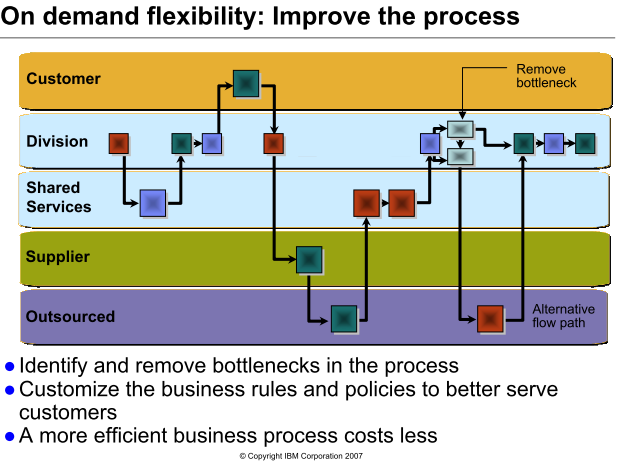 On demand flexibility: Improve the process
Customer
Remove
bottleneck
Division
Shared
Services
Supplier
Outsourced
Alternative
flow path
● Identify and remove bottlenecks in the process
● Customize the business rules and policies to better serve
customers
● A more efficient business process costs less
© Copyright IBM Corporation 2007